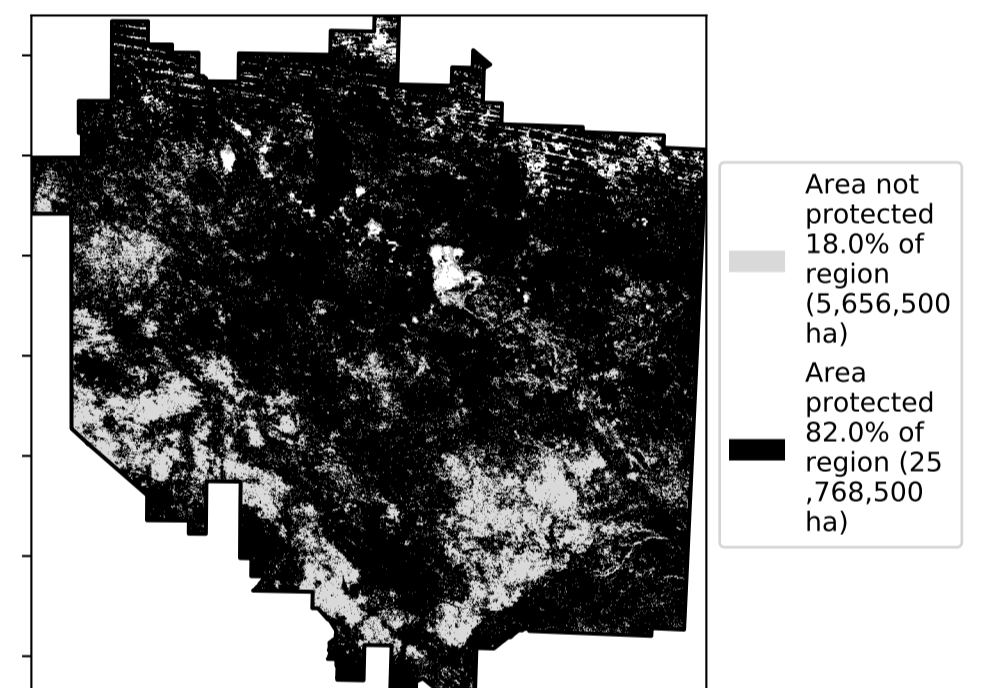 Area not
protected
18.0% of
region
(5,656,500
ha)
Area
protected
82.0% of
region (25
,768,500
ha)